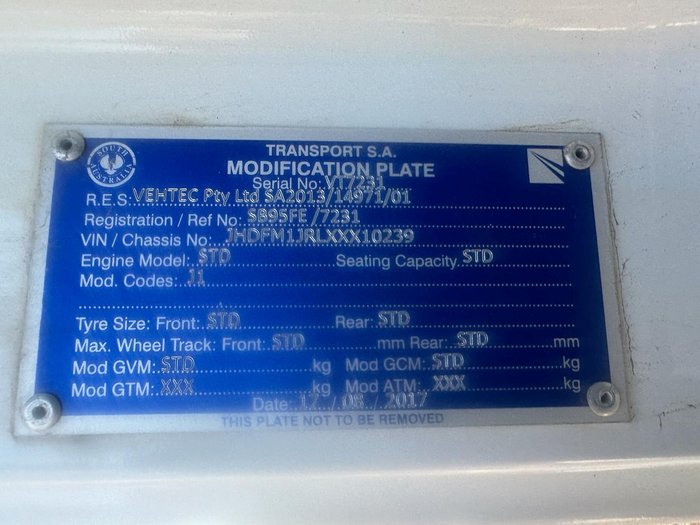 SOUTH AUSTRALIA
TRANSPORT S.A.
MODIFICATION PLATE
Serial No: VT7231
R.E.S: VEHTEC Pty Ltd SA2013/14971/01
Registration / Ref No: SB95FE /7231
VIN / Chassis No: JHDFM1JRLXXX10239
Engine Model: STD Seating Capacity. STD
Mod. Codes: J1
Tyre Size: Front: STD Rear: STD
Max. Wheel Track: Front: STD mm Rear: STD mm
Mod GVM: STD kg Mod GCM: STD kg
Mod GTM: XXX kg Mod ATM: XXX kg
Date: 17 / 08 / 2017
THIS PLATE NOT TO BE REMOVED